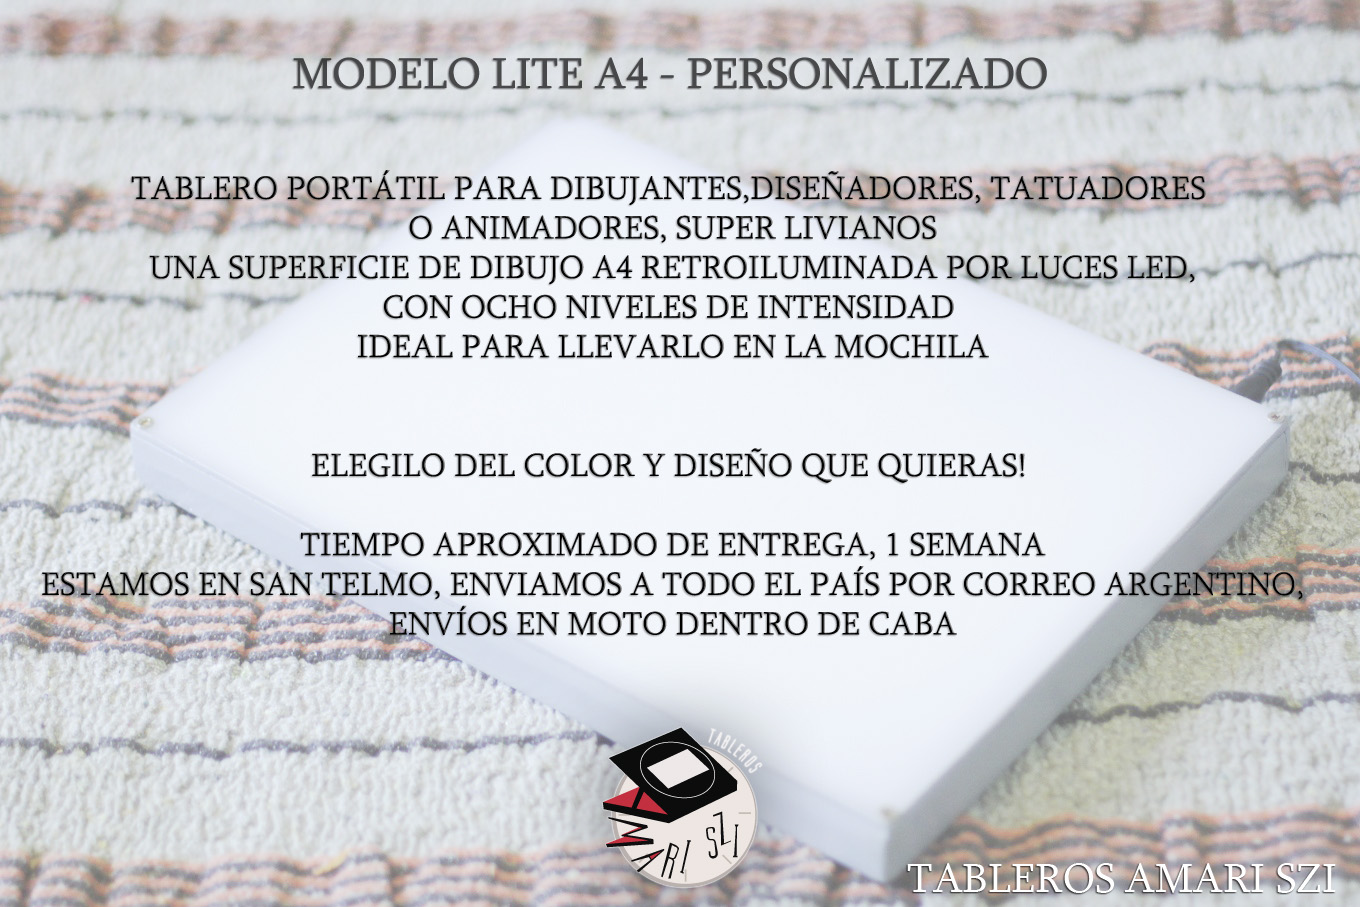 MODELO LITE A4 - PERSONALIZADO
TABLERO PORTÁTIL PARA DIBUJANTES,DISEÑADORES, TATUADORES
O ANIMADORES, SUPER LIVIANOS
UNA SUPERFICIE DE DIBUJO A4 RETROILUMINADA POR LUCES LED,
CON OCHO NIVELES DE INTENSIDAD
IDEAL PARA LLEVARLO EN LA MOCHILA
ELEGILO DEL COLOR Y DISEÑO QUE QUIERAS!
TIEMPO APROXIMADO DE ENTREGA, 1 SEMANA
ESTAMOS EN SAN TELMO, ENVIAMOS A TODO EL PAÍS POR CORREO ARGENTINO,
ENVÍOS EN MOTO DENTRO DE CABA
TABLEROS
AMARI SZI
TABLEROS AMARI SZI